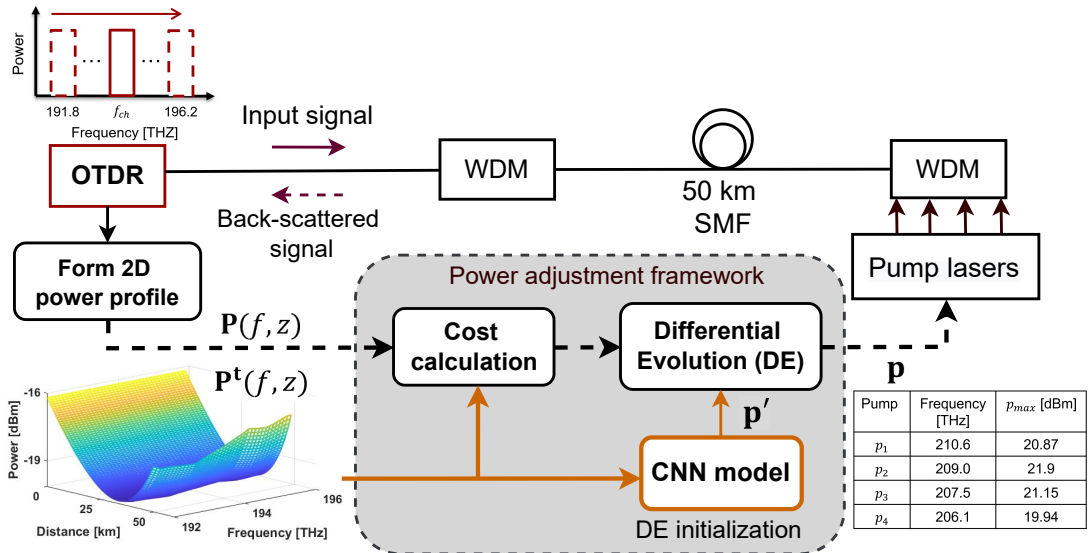 Power
191.8
f_ch
196.2
Frequency [THZ]
...
...
OTDR
Input signal
Back-scattered
signal
WDM
50 km
SMF
WDM
Pump lasers
Form 2D
power profile
Power adjustment framework
P(f, z)
Cost
calculation
Differential
Evolution (DE)
p
P^t(f, z)
p′
CNN model
DE initialization
Power [dBm]
-16
-19
0
25
50
Distance [km]
192
194
196
Frequency [THz]
Pump Frequency [THz] p_max [dBm]
p_1 210.6 20.87
p_2 209.0 21.9
p_3 207.5 21.15
p_4 206.1 19.94